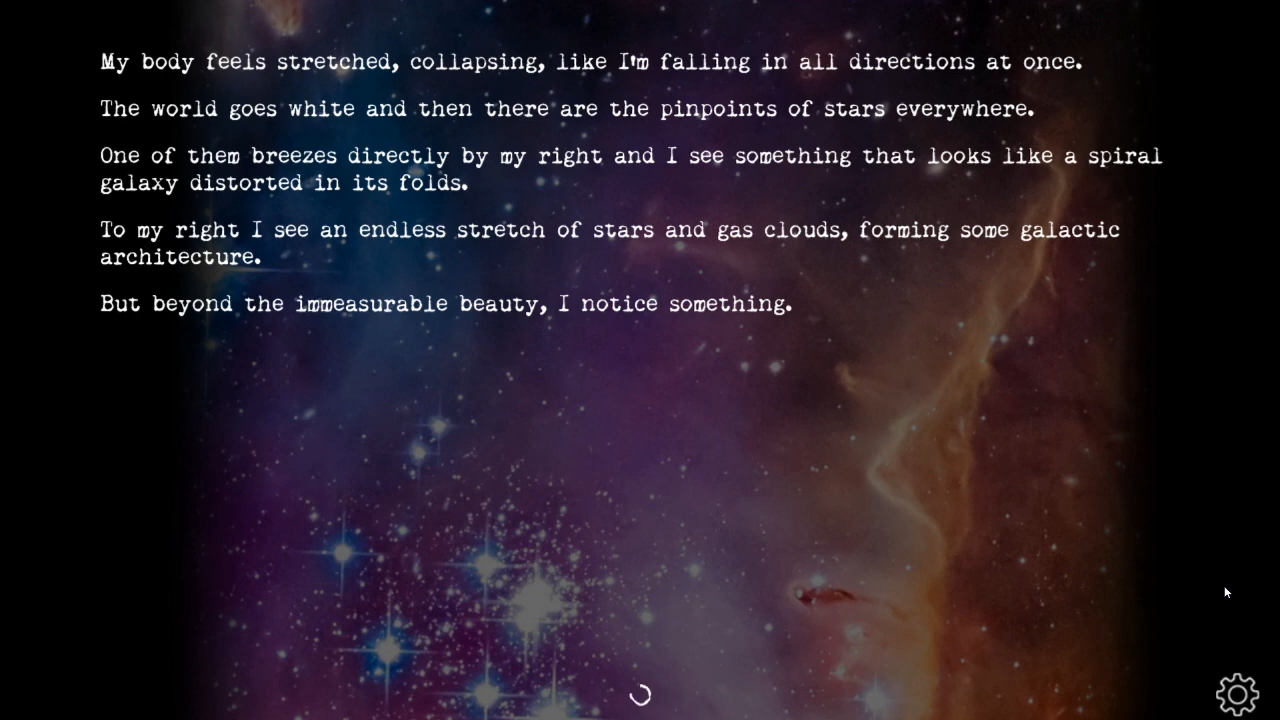 My body feels stretched, collapsing, like I'm falling in all directions at once.
The world goes white and then there are the pinpoints of stars everywhere.
One of them breezes directly by my right and I see something that looks like a spiral
galaxy distorted in its folds.
To my right I see an endless stretch of stars and gas clouds, forming some galactic
architecture.
But beyond the immeasurable beauty, I notice something.